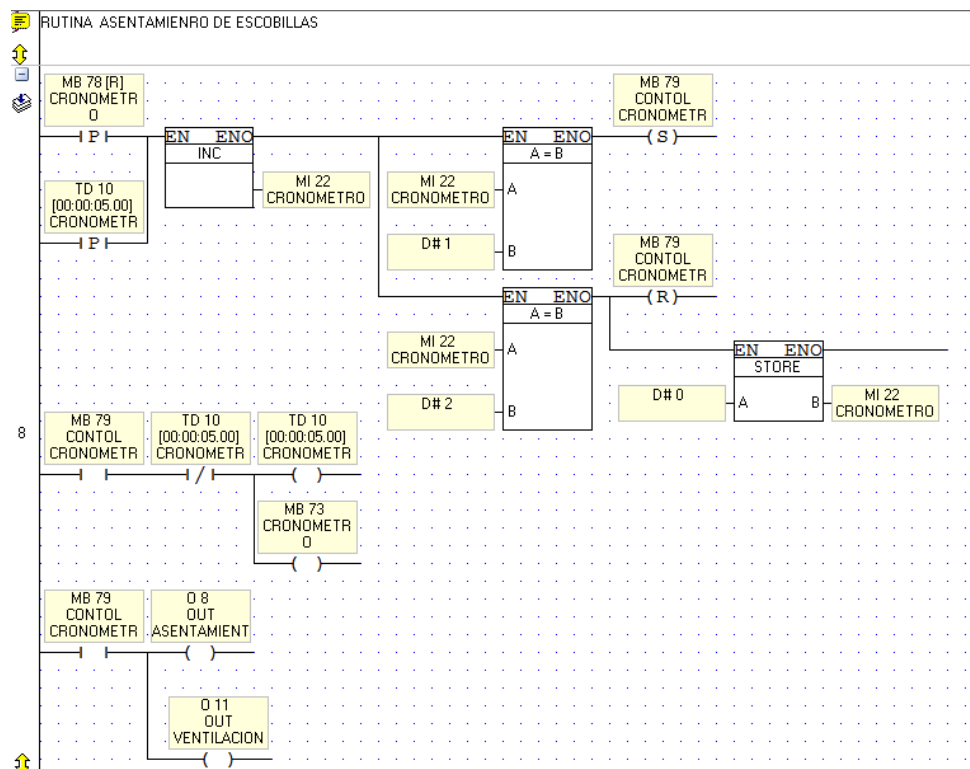 RUTINA ASENTAMIENRO DE ESCOBILLAS
MB 78 [R]
CRONOMETR
O
P
TD 10
[00:00:05.00]
CRONOMETR
P
EN ENO
INC
MI 22
CRONOMETRO
EN ENO
A = B
MI 22
CRONOMETRO
A
D# 1
B
MB 79
CONTOL
CRONOMETR
(S)
EN ENO
A = B
MI 22
CRONOMETRO
A
D# 2
B
MB 79
CONTOL
CRONOMETR
(R)
EN ENO
STORE
D# 0
A
B
MI 22
CRONOMETRO
8
MB 79
CONTOL
CRONOMETR
TD 10
[00:00:05.00]
CRONOMETR
/
TD 10
[00:00:05.00]
CRONOMETR
( )
MB 73
CRONOMETR
O
( )
MB 79
CONTOL
CRONOMETR
O 8
OUT
ASENTAMIENT
( )
O 11
OUT
VENTILACION
( )